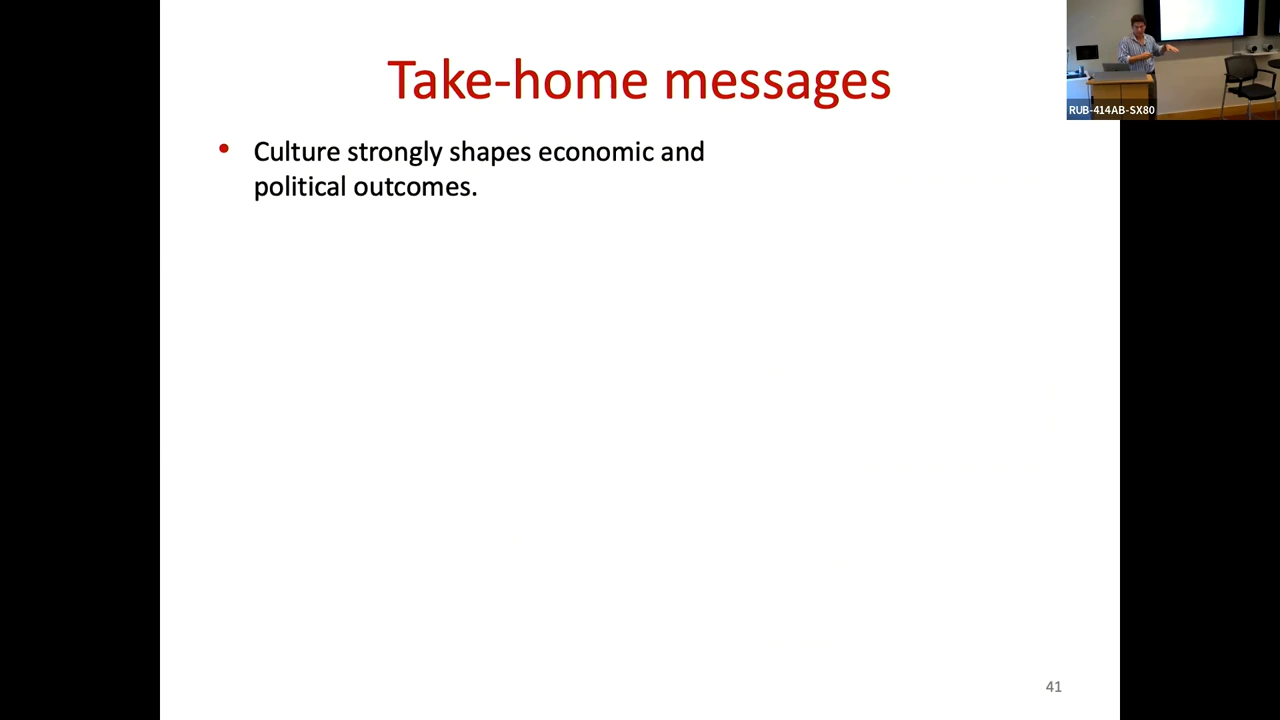 Take-home messages
RUB-414AB-SX80
• Culture strongly shapes economic and
political outcomes.
41